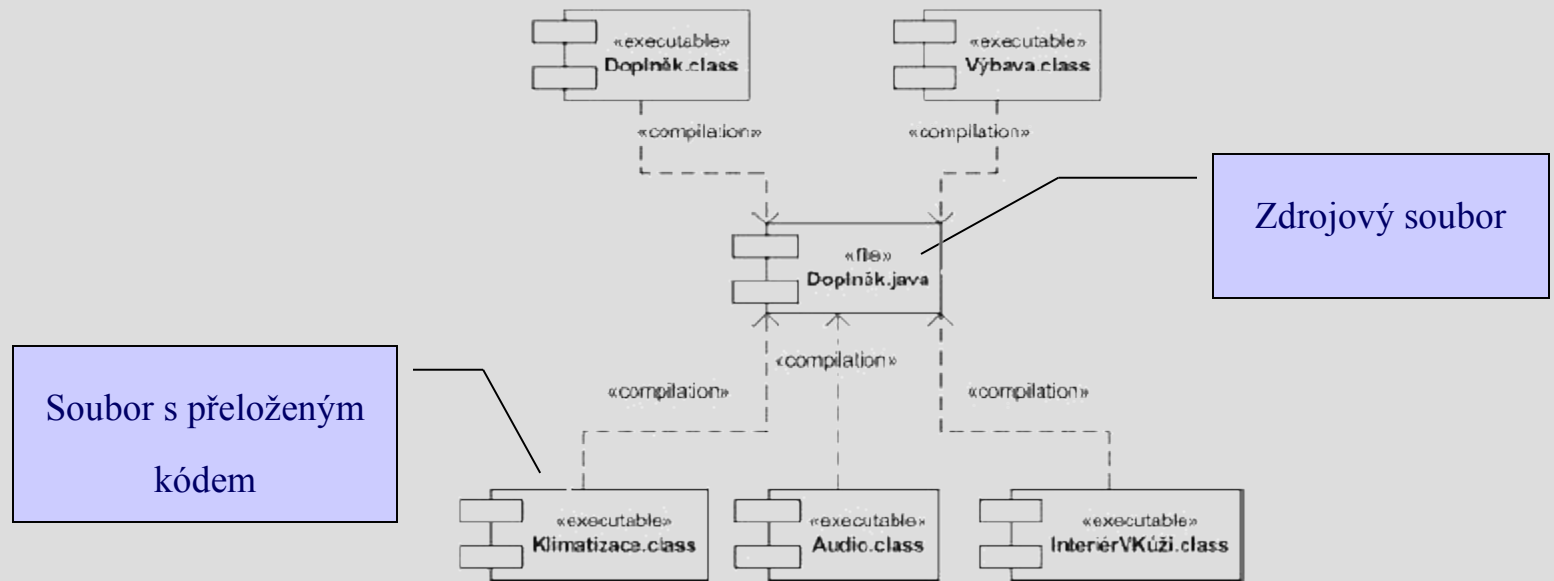 «executable»
Doplněk.class
«executable»
Výbava.class
«compilation»
«compilation»
Zdrojový soubor
«file»
Doplněk.java
«compilation»
«compilation»
«compilation»
Soubor s přeloženým
kódem
«executable»
Klimatizace.class
«executable»
Audio.class
«executable»
InteriérVKůži.class